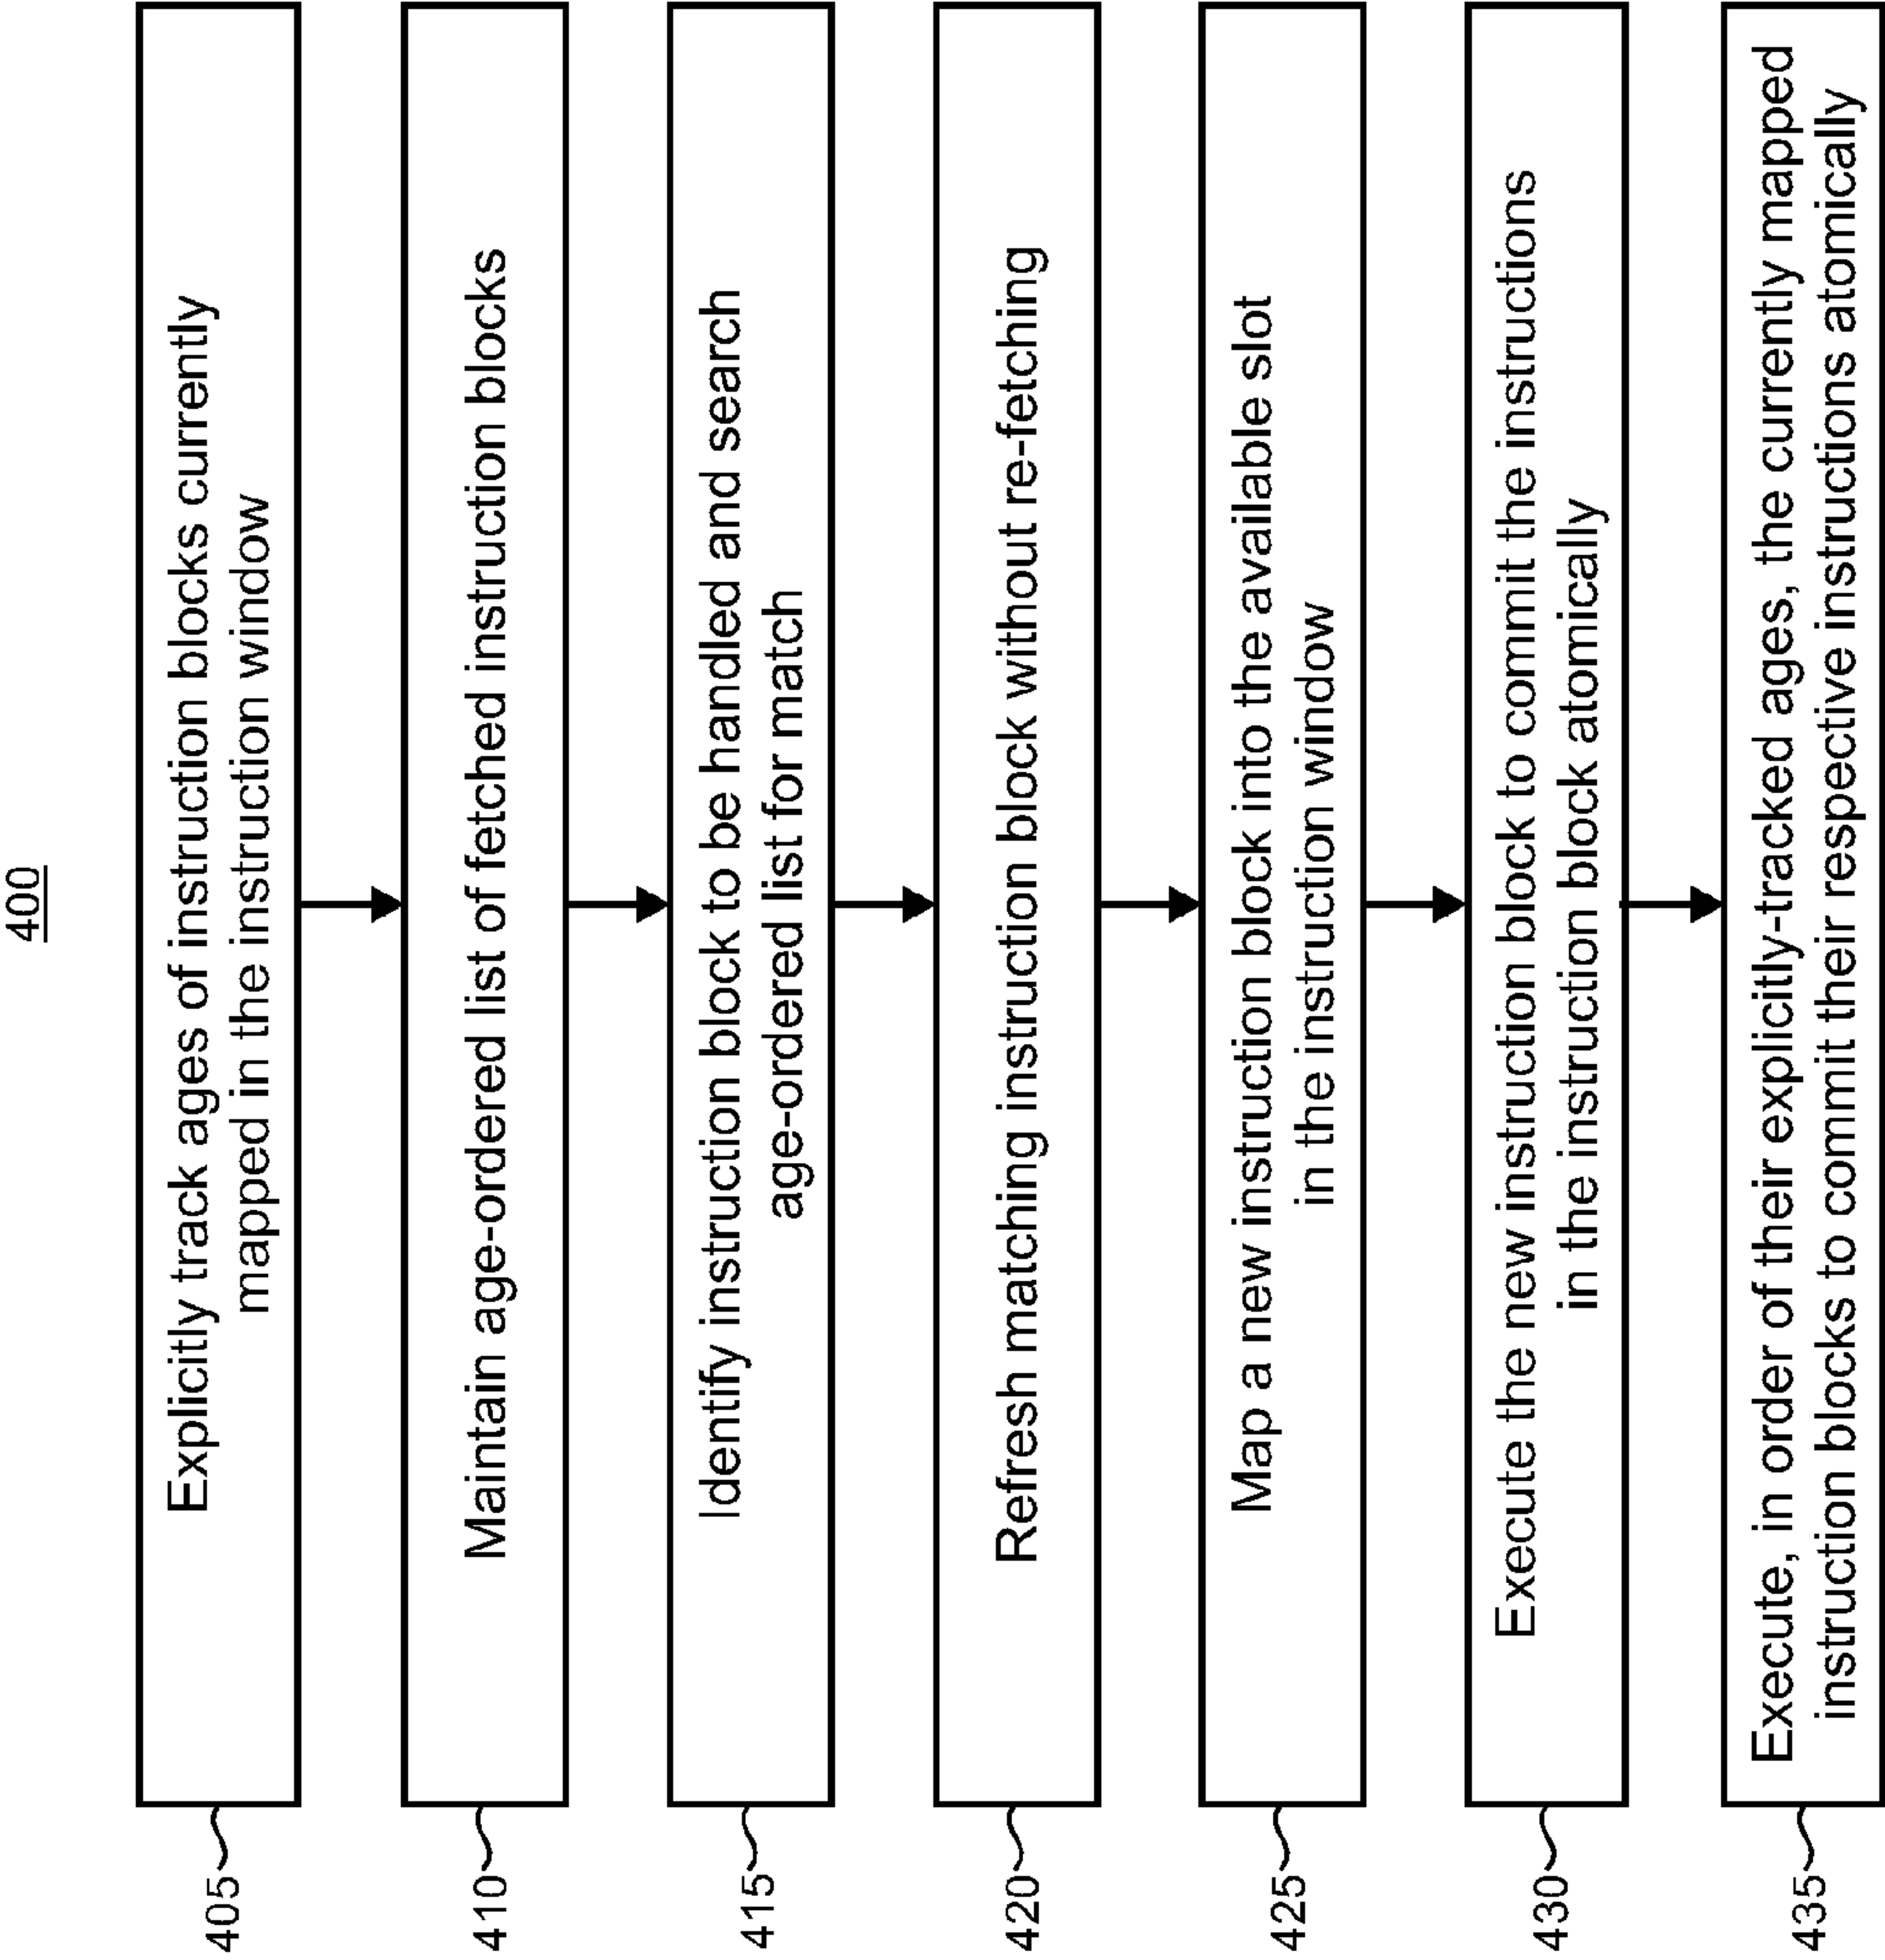 400
405
Explicitly track ages of instruction blocks currently
mapped in the instruction window
410
Maintain age-ordered list of fetched instruction blocks
415
Identify instruction block to be handled and search
age-ordered list for match
420
Refresh matching instruction block without re-fetching
425
Map a new instruction block into the available slot
in the instruction window
430
Execute the new instruction block to commit the instructions
in the instruction block atomically
435
Execute, in order of their explicitly-tracked ages, the currently mapped
instruction blocks to commit their respective instructions atomically